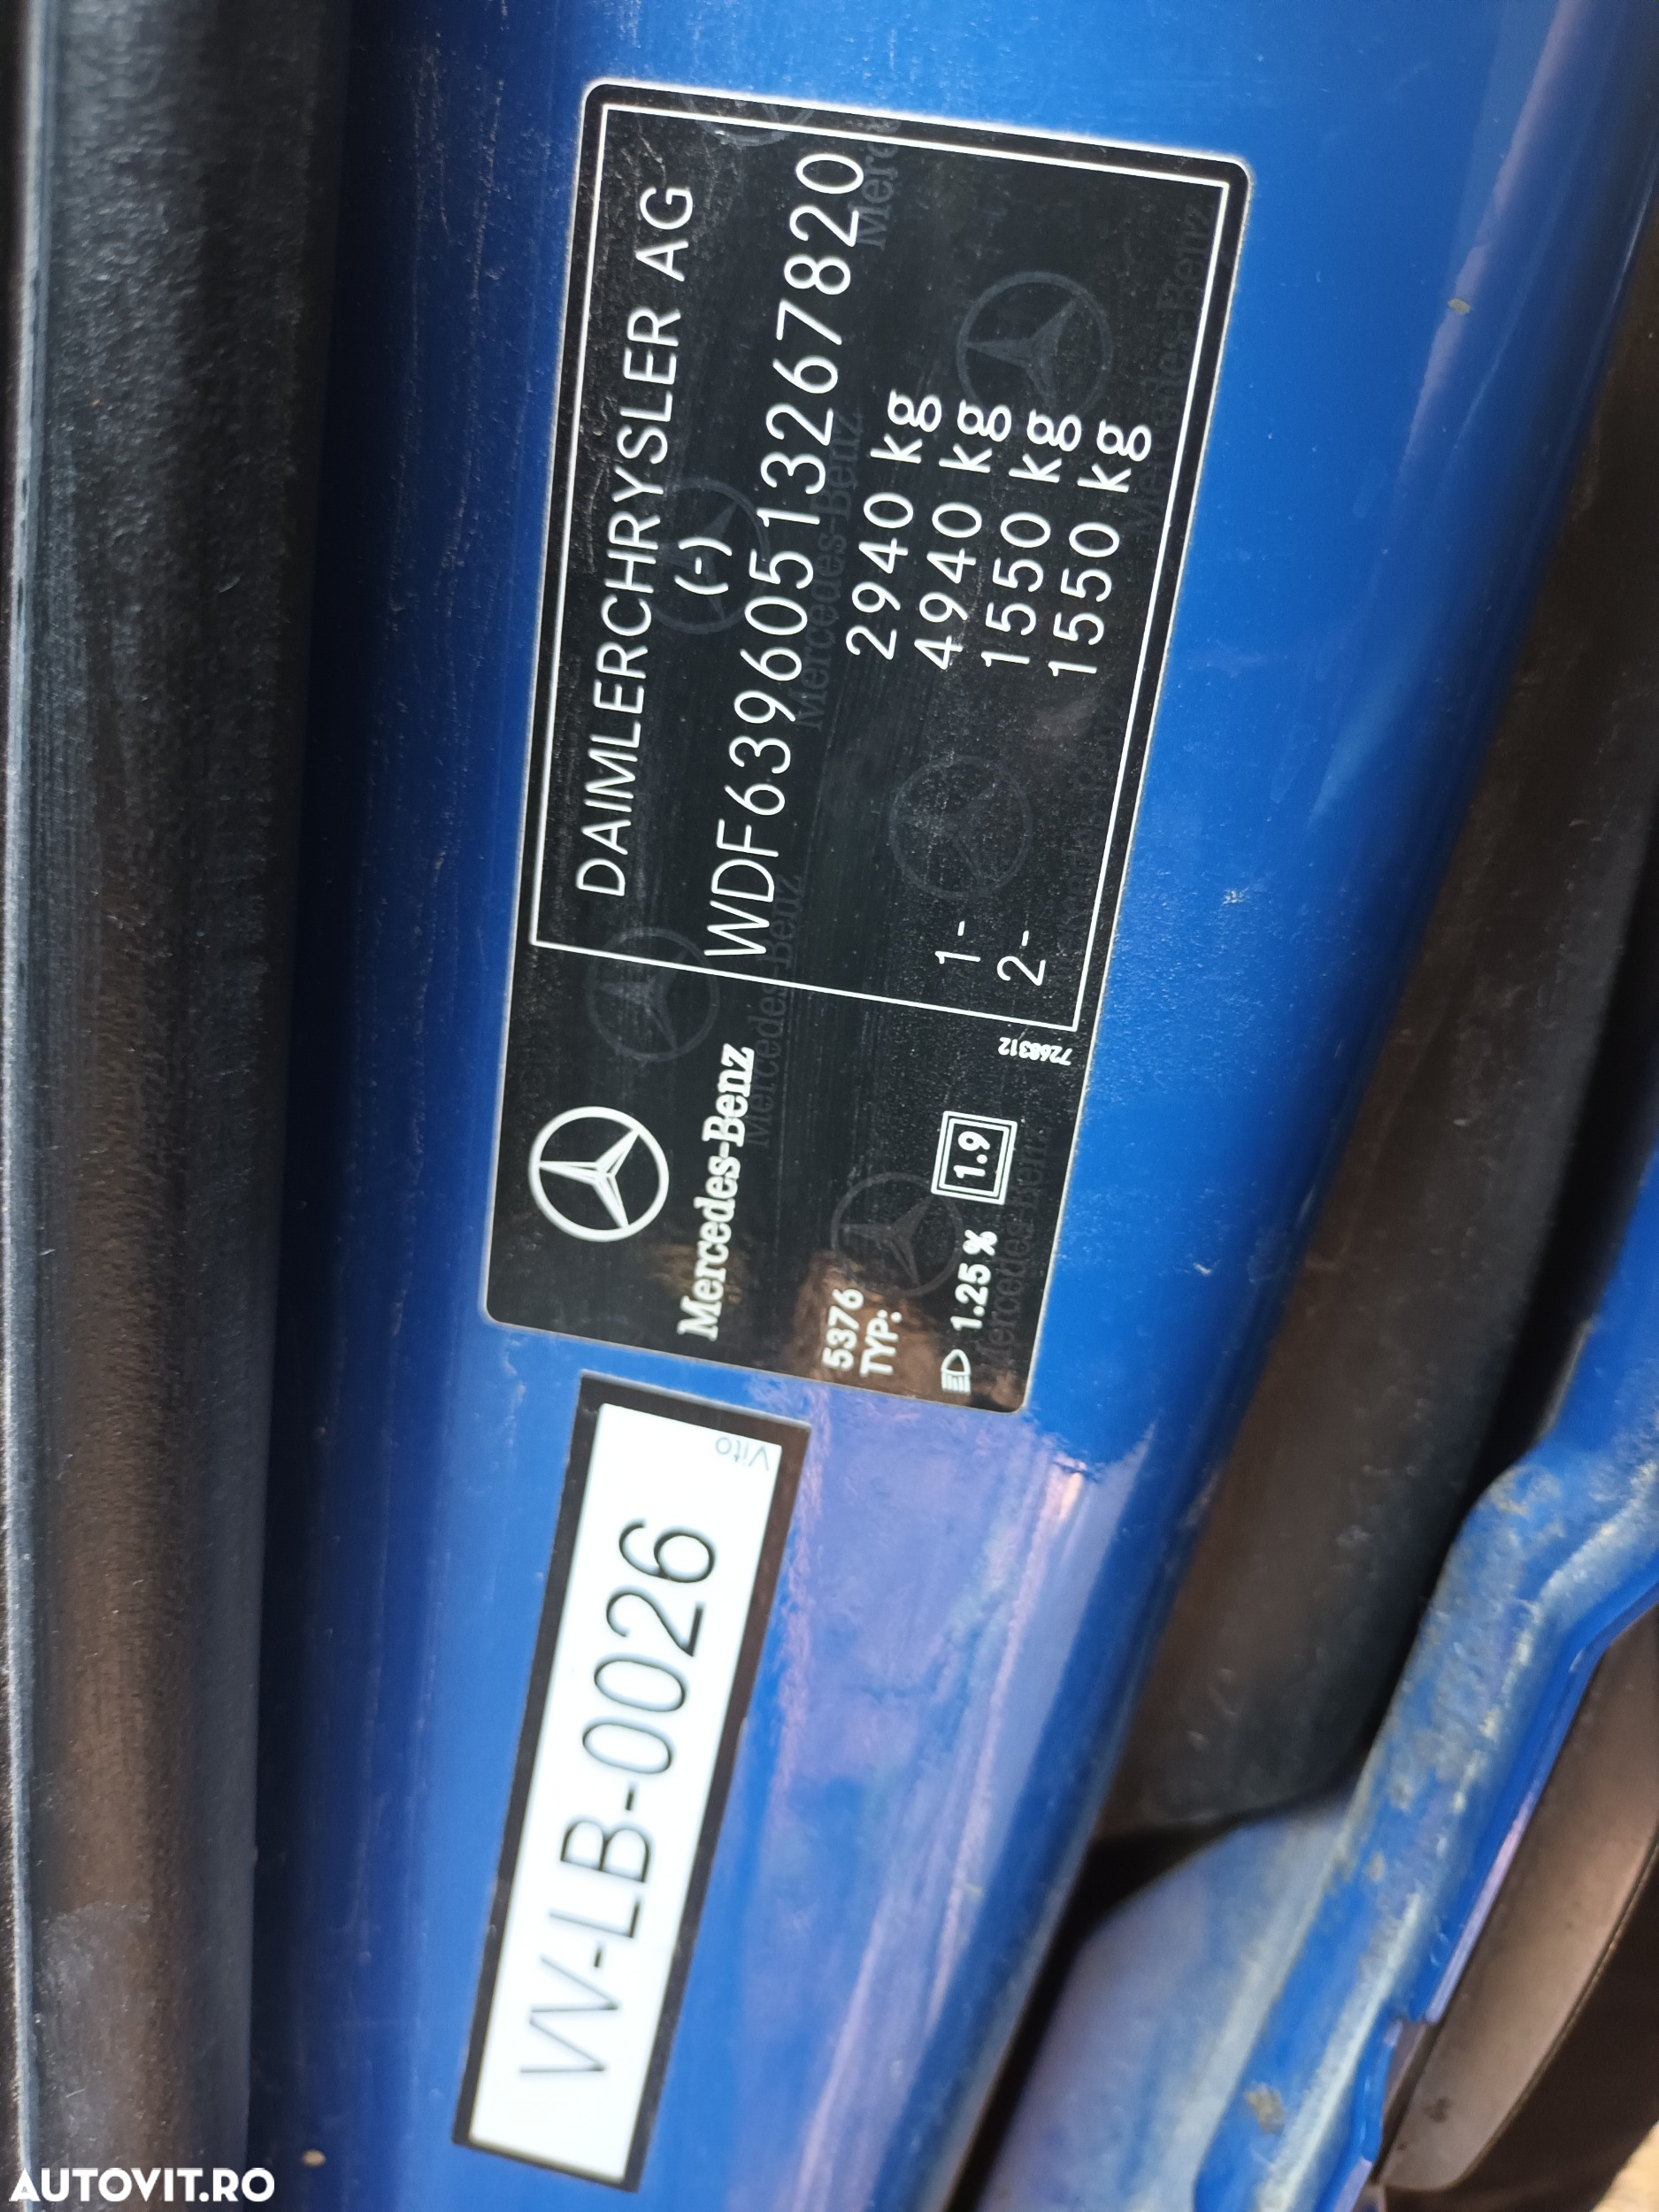 DAIMLERCHRYSLER AG
(-)
WDF63960513267820
2940 kg
4940 kg
1- 1550 kg
2- 1550 kg
Mercedes-Benz
5376
TYP:
1.25 % 1.9
7268312
Vito
VV-LB-0026
AUTOVIT.RO